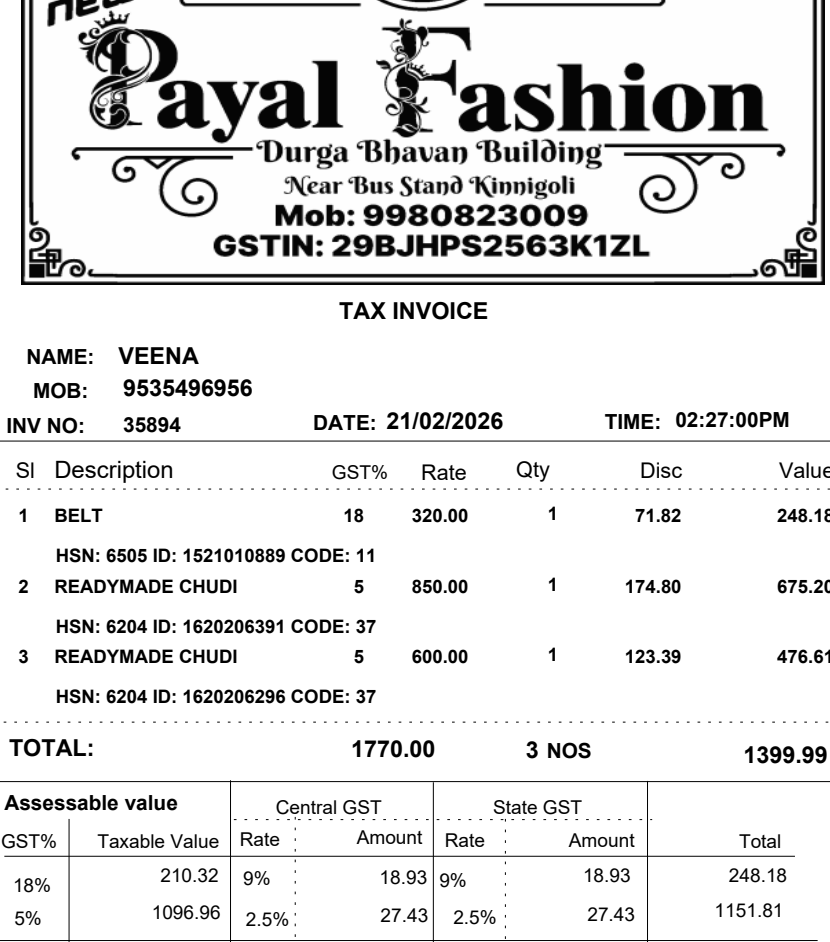 new
Payal Fashion
Durga Bhavan Building
Near Bus Stand Kinnigoli
Mob: 9980823009
GSTIN: 29BJHPS2563K1ZL
TAX INVOICE
NAME: VEENA
MOB: 9535496956
INV NO: 35894 DATE: 21/02/2026 TIME: 02:27:00PM
Sl Description GST% Rate Qty Disc Value
1 BELT 18 320.00 1 71.82 248.18
HSN: 6505 ID: 1521010889 CODE: 11
2 READYMADE CHUDI 5 850.00 1 174.80 675.20
HSN: 6204 ID: 1620206391 CODE: 37
3 READYMADE CHUDI 5 600.00 1 123.39 476.61
HSN: 6204 ID: 1620206296 CODE: 37
TOTAL: 1770.00 3 NOS 1399.99
Assessable value Central GST State GST
GST% Taxable Value Rate Amount Rate Amount Total
18% 210.32 9% 18.93 9% 18.93 248.18
5% 1096.96 2.5% 27.43 2.5% 27.43 1151.81